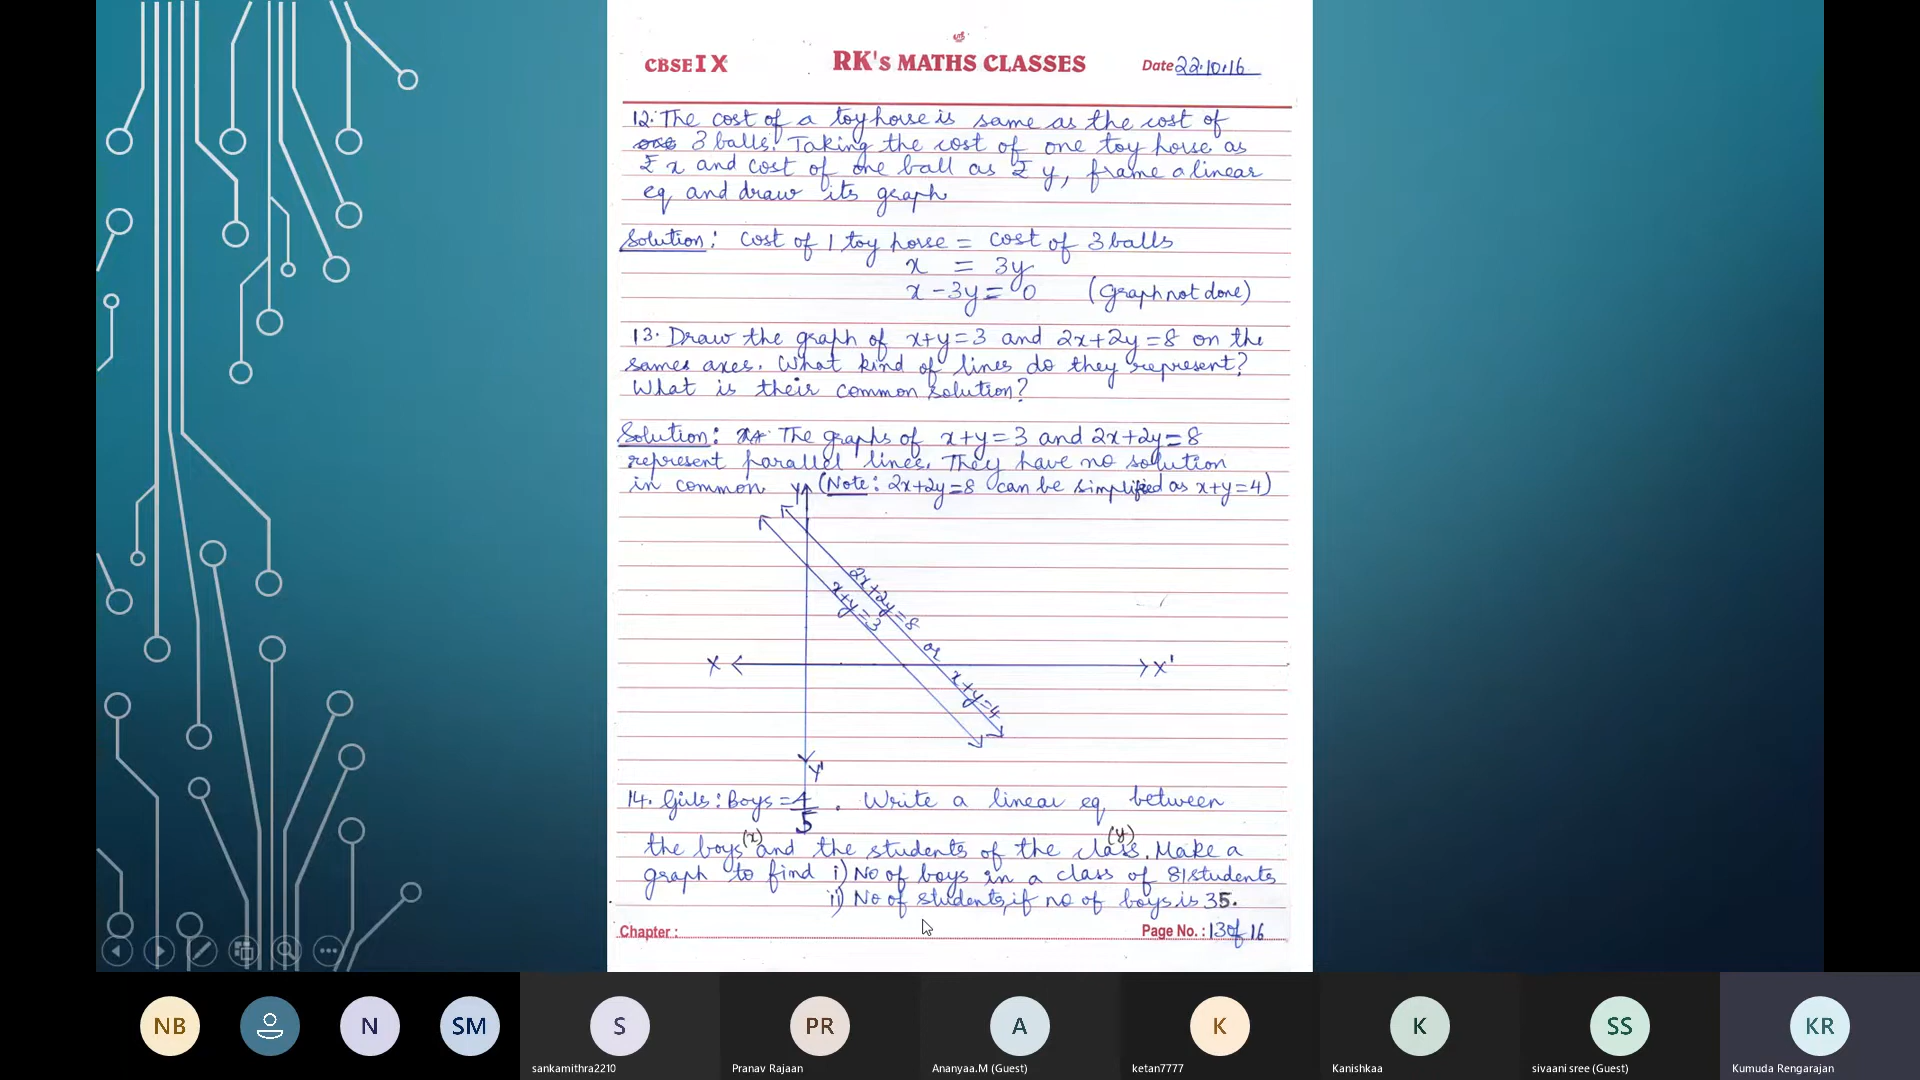 CBSE IX RK's MATHS CLASSES Date 22.10.16
12. The cost of a toy horse is same as the cost of
3 balls. Taking the cost of one toy horse as
₹ x and cost of one ball as ₹ y, frame a linear
eq and draw its graph
Solution: cost of 1 toy horse = cost of 3 balls
x = 3y
x - 3y = 0 (Graph not done)
13. Draw the graph of x+y=3 and 2x+2y=8 on the
same axes. What kind of lines do they represent?
What is their common solution?
Solution: The graphs of x+y=3 and 2x+2y=8
represent parallel lines. They have no solution
in common (Note: 2x+2y=8 can be simplified as x+y=4)
Y
2x+2y=8 or x+y=4
x+y=3
X X'
Y'
14. Girls : Boys = 4/5 . Write a linear eq between
the boys (x) and the students of the class (y). Make a
graph to find i) No of boys in a class of 81 students
ii) No of students, if no of boys is 35.
Chapter : Page No. : 13 of 16
NB N SM S PR A K K SS KR
sankamithra2210 Pranav Rajaan Ananyaa.M (Guest) ketan7777 Kanishkaa sivaani sree (Guest) Kumuda Rengarajan